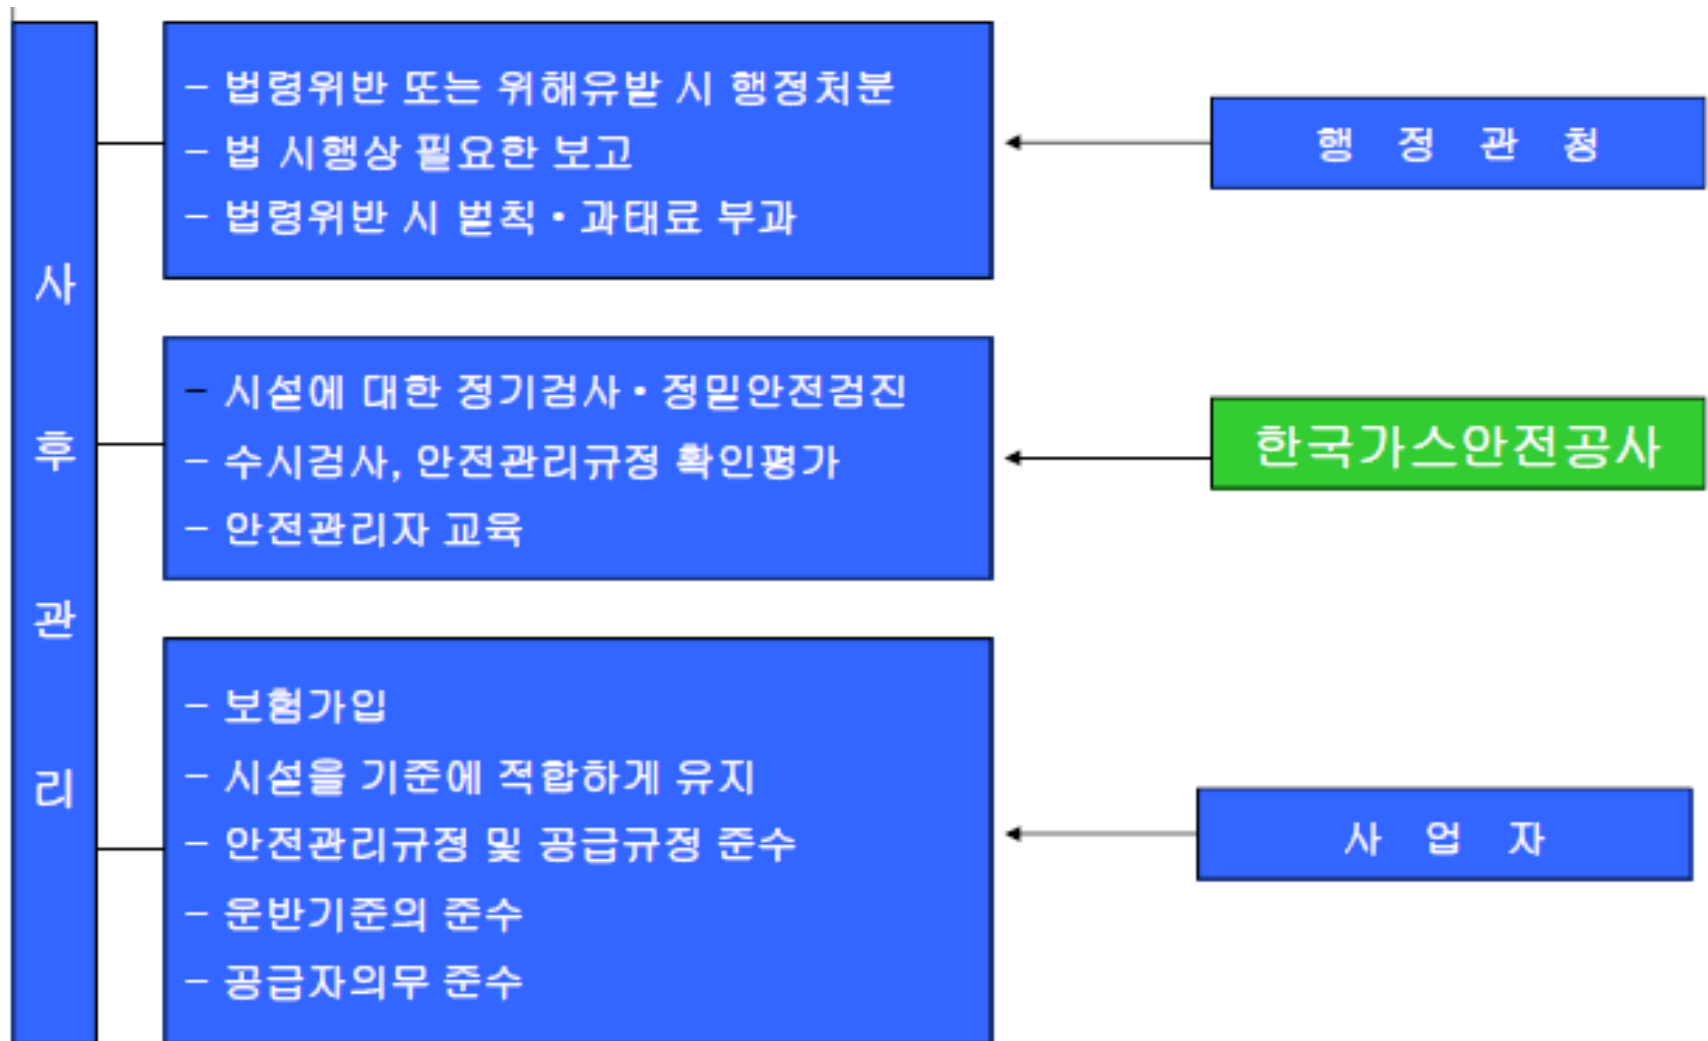 사
후
관
리
– 법령위반 또는 위해유발 시 행정처분
– 법 시행상 필요한 보고
– 법령위반 시 벌칙 • 과태료 부과
행 정 관 청
– 시설에 대한 정기검사 • 정밀안전검진
– 수시검사, 안전관리규정 확인평가
– 안전관리자 교육
한국가스안전공사
– 보험가입
– 시설을 기준에 적합하게 유지
– 안전관리규정 및 공급규정 준수
– 운반기준의 준수
– 공급자의무 준수
사 업 자